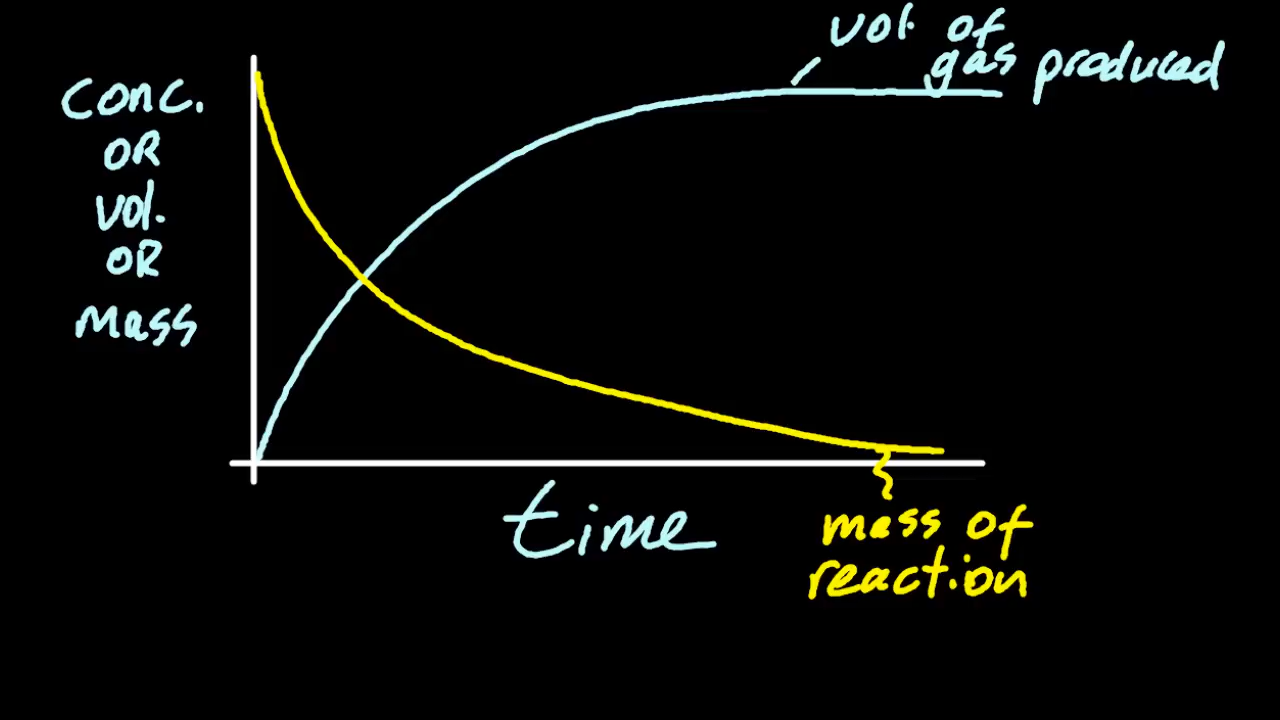 vol. of
gas produced
Conc.
OR
Vol.
OR
Mass
time
mass of
reaction